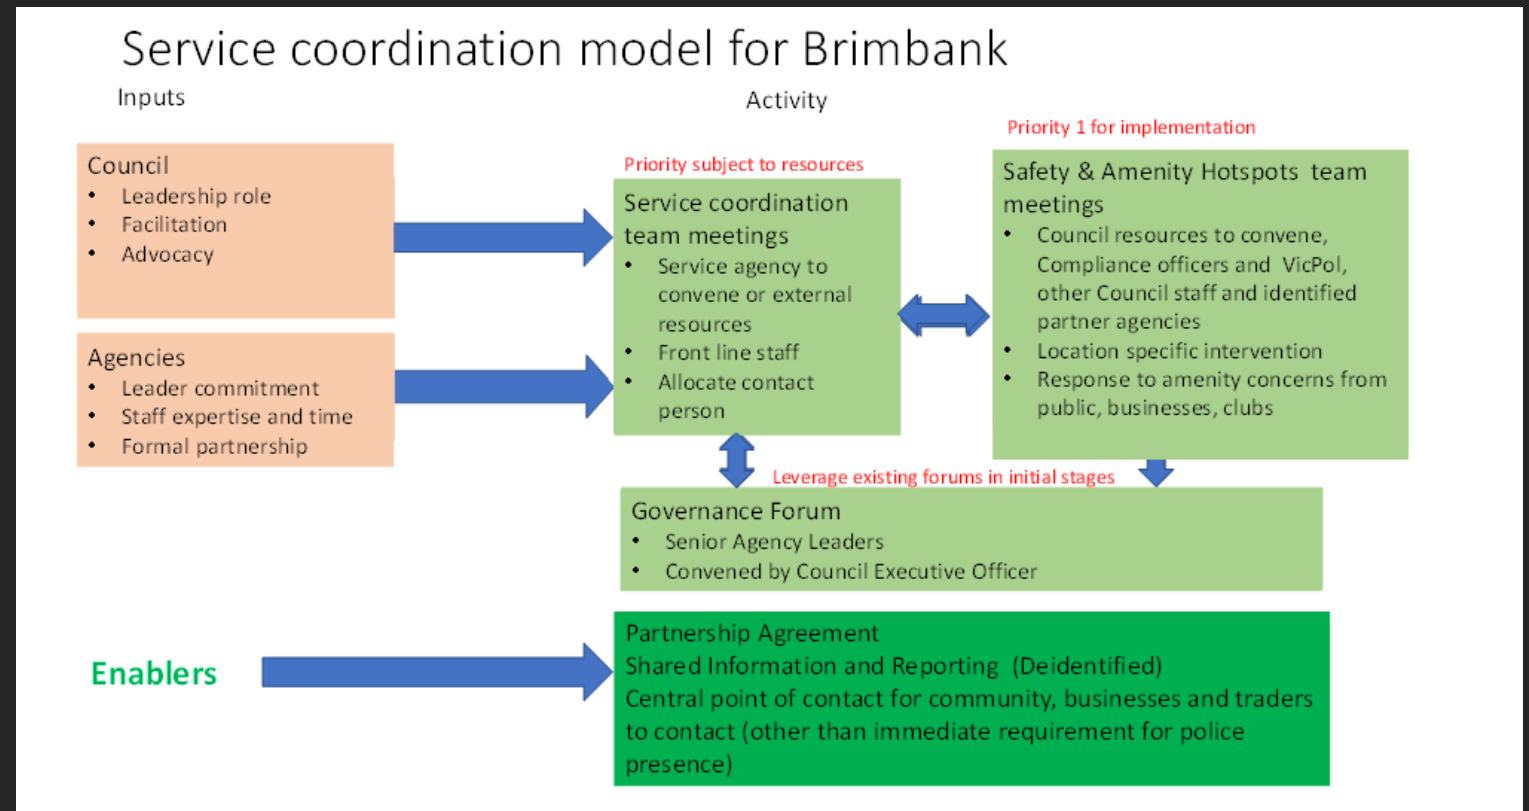 Service coordination model for Brimbank
Inputs
Activity
Council
• Leadership role
• Facilitation
• Advocacy
Agencies
• Leader commitment
• Staff expertise and time
• Formal partnership
Priority subject to resources
Service coordination
team meetings
• Service agency to
convene or external
resources
• Front line staff
• Allocate contact
person
Priority 1 for implementation
Safety & Amenity Hotspots team
meetings
• Council resources to convene,
Compliance officers and VicPol,
other Council staff and identified
partner agencies
• Location specific intervention
• Response to amenity concerns from
public, businesses, clubs
Leverage existing forums in initial stages
Governance Forum
• Senior Agency Leaders
• Convened by Council Executive Officer
Enablers
Partnership Agreement
Shared Information and Reporting (Deidentified)
Central point of contact for community, businesses and traders
to contact (other than immediate requirement for police
presence)